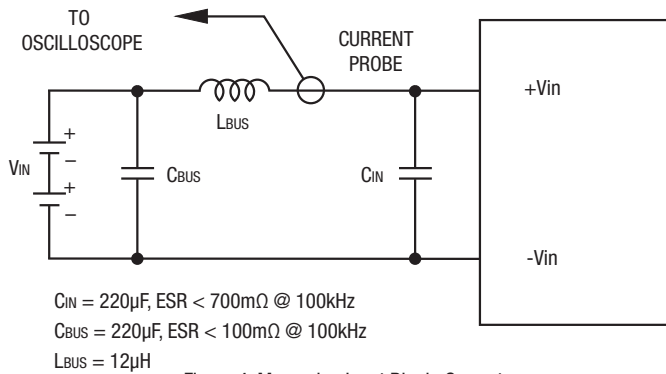 TO
OSCILLOSCOPE
CURRENT
PROBE
+Vin
LBUS
+
VIN
−
+
−
CBUS
CIN
-Vin
CIN = 220µF, ESR < 700mΩ @ 100kHz
CBUS = 220µF, ESR < 100mΩ @ 100kHz
LBUS = 12µH